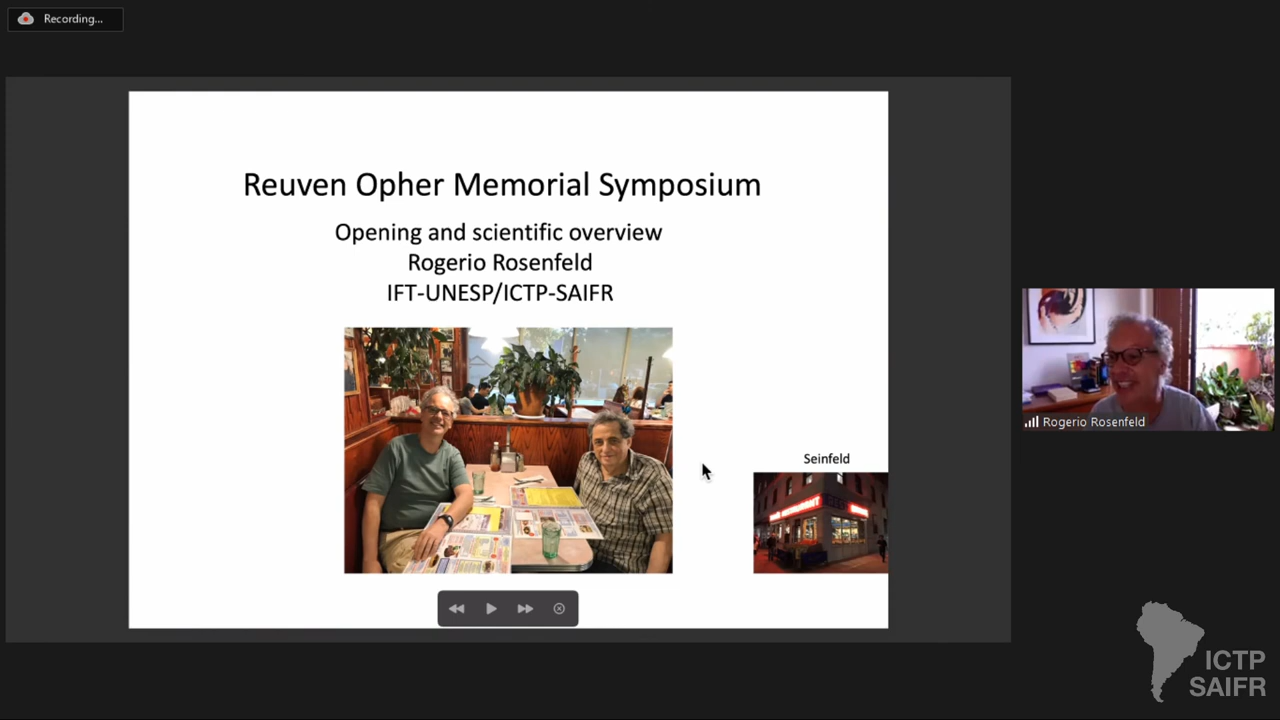 Recording...
Reuven Opher Memorial Symposium
Opening and scientific overview
Rogerio Rosenfeld
IFT-UNESP/ICTP-SAIFR
Seinfeld
Rogerio Rosenfeld
ICTP
SAIFR